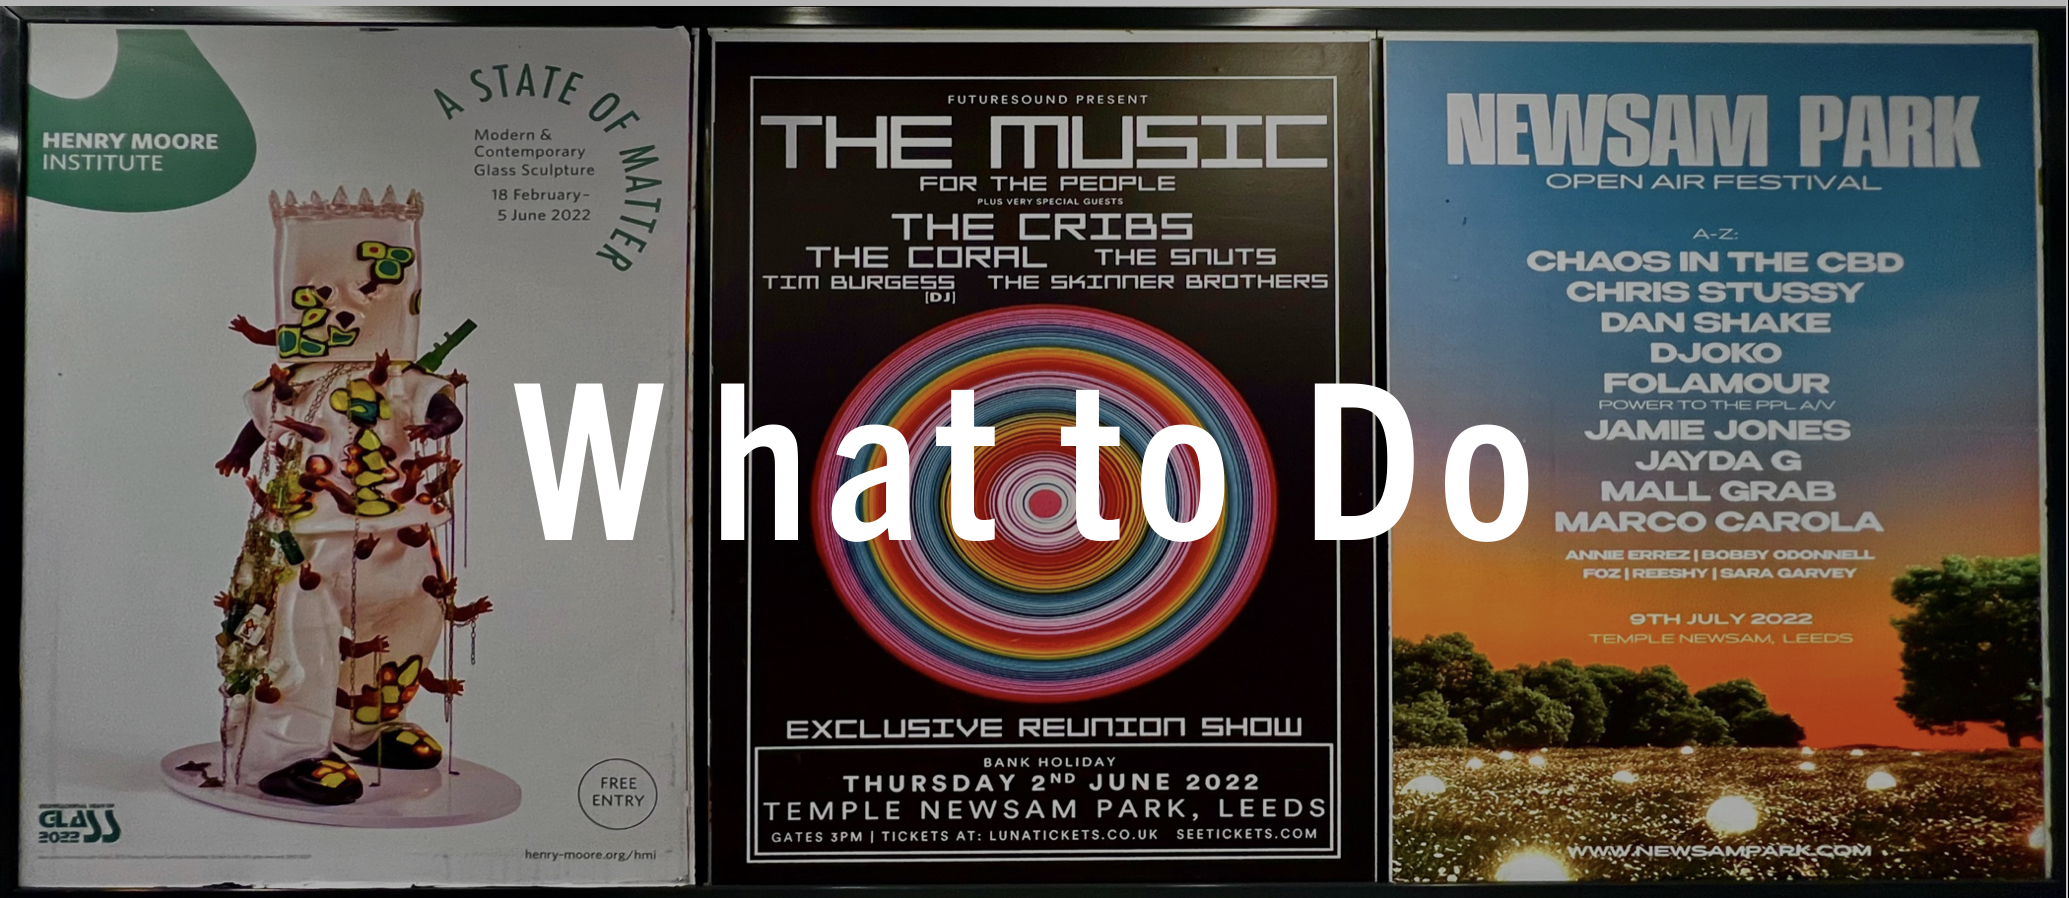 HENRY MOORE
INSTITUTE
A STATE OF MATTER
Modern &
Contemporary
Glass Sculpture
18 February–
5 June 2022
FREE
ENTRY
GLASS
2022
henry-moore.org/hmi
FUTURESOUND PRESENT
THE MUSIC
FOR THE PEOPLE
PLUS VERY SPECIAL GUESTS
THE CRIBS
THE CORAL THE SNUTS
TIM BURGESS THE SKINNER BROTHERS
(DJ)
EXCLUSIVE REUNION SHOW
BANK HOLIDAY
THURSDAY 2ND JUNE 2022
TEMPLE NEWSAM PARK, LEEDS
GATES 3PM | TICKETS AT: LUNATICKETS.CO.UK SEETICKETS.COM
NEWSAM PARK
OPEN AIR FESTIVAL
A-Z:
CHAOS IN THE CBD
CHRIS STUSSY
DAN SHAKE
DJOKO
FOLAMOUR
POWER TO THE PPL A/V
JAMIE JONES
JAYDA G
MALL GRAB
MARCO CAROLA
ANNIE ERREZ | BOBBY ODONNELL
FOZ | REESHY | SARA GARVEY
9TH JULY 2022
TEMPLE NEWSAM, LEEDS
WWW.NEWSAMPARK.COM
What to Do